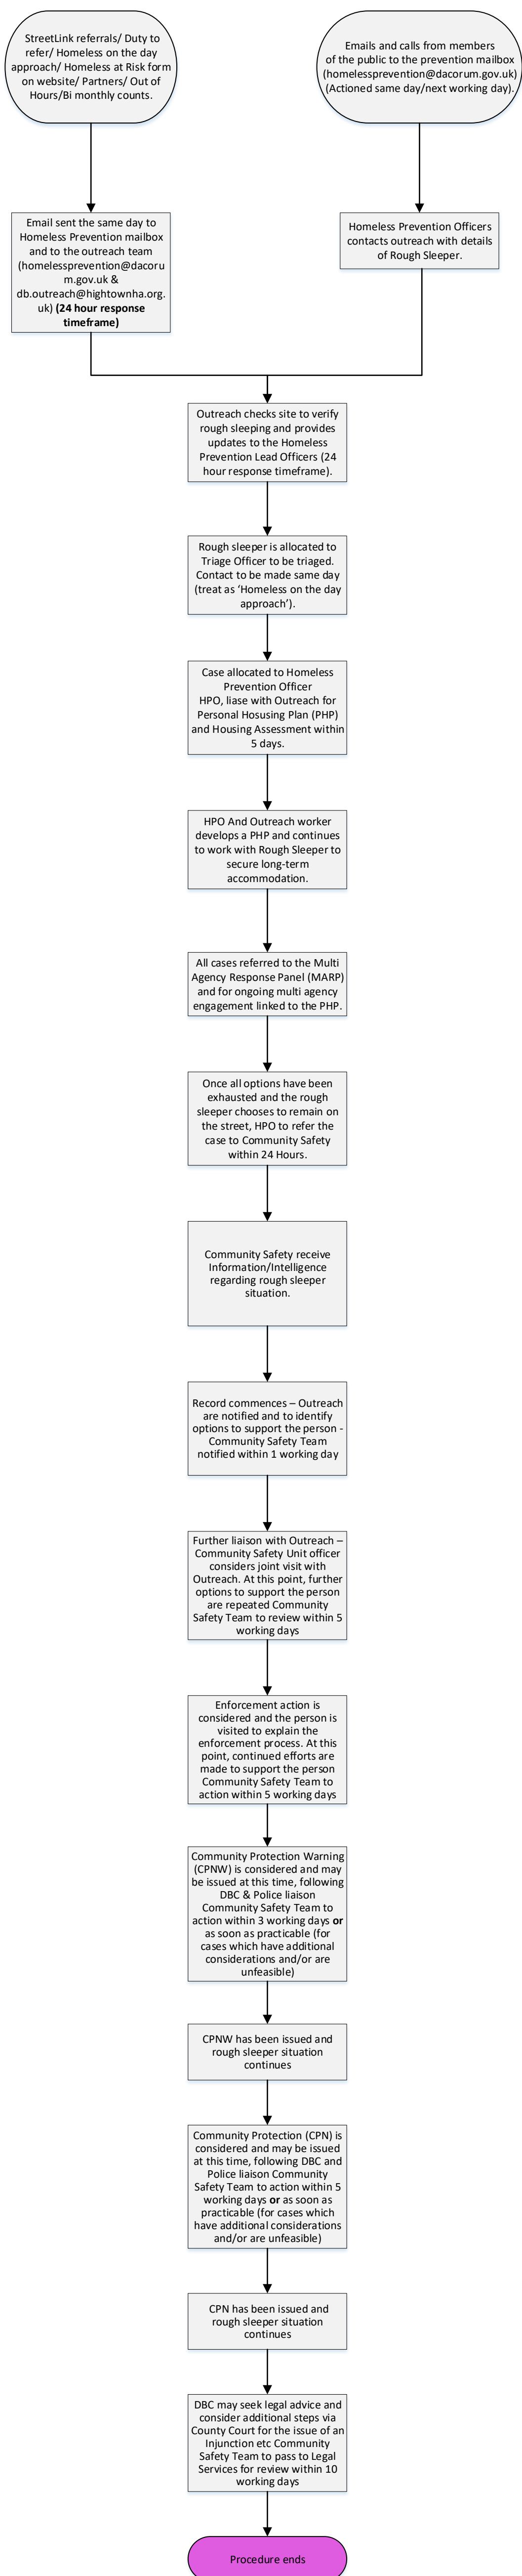 StreetLink referrals/ Duty to
refer/ Homeless on the day
approach/ Homeless at Risk form
on website/ Partners/ Out of
Hours/Bi monthly counts.
Emails and calls from members
of the public to the prevention mailbox
(homelessprevention@dacorum.gov.uk)
(Actioned same day/next working day).
Email sent the same day to
Homeless Prevention mailbox
and to the outreach team
(homelessprevention@dacoru
m.gov.uk &
db.outreach@hightownha.org.
uk) (24 hour response
timeframe)
Homeless Prevention Officers
contacts outreach with details
of Rough Sleeper.
Outreach checks site to verify
rough sleeping and provides
updates to the Homeless
Prevention Lead Officers (24
hour response timeframe).
Rough sleeper is allocated to
Triage Officer to be triaged.
Contact to be made same day
(treat as ‘Homeless on the day
approach’).
Case allocated to Homeless
Prevention Officer
HPO, liase with Outreach for
Personal Hosusing Plan (PHP)
and Housing Assessment within
5 days.
HPO And Outreach worker
develops a PHP and continues
to work with Rough Sleeper to
secure long-term
accommodation.
All cases referred to the Multi
Agency Response Panel (MARP)
and for ongoing multi agency
engagement linked to the PHP.
Once all options have been
exhausted and the rough
sleeper chooses to remain on
the street, HPO to refer the
case to Community Safety
within 24 Hours.
Community Safety receive
Information/Intelligence
regarding rough sleeper
situation.
Record commences – Outreach
are notified and to identify
options to support the person -
Community Safety Team
notified within 1 working day
Further liaison with Outreach –
Community Safety Unit officer
considers joint visit with
Outreach. At this point, further
options to support the person
are repeated Community
Safety Team to review within 5
working days
Enforcement action is
considered and the person is
visited to explain the
enforcement process. At this
point, continued efforts are
made to support the person
Community Safety Team to
action within 5 working days
Community Protection Warning
(CPNW) is considered and may
be issued at this time, following
DBC & Police liaison
Community Safety Team to
action within 3 working days or
as soon as practicable (for
cases which have additional
considerations and/or are
unfeasible)
CPNW has been issued and
rough sleeper situation
continues
Community Protection (CPN) is
considered and may be issued
at this time, following DBC and
Police liaison Community
Safety Team to action within 5
working days or as soon as
practicable (for cases which
have additional considerations
and/or are unfeasible)
CPN has been issued and
rough sleeper situation
continues
DBC may seek legal advice and
consider additional steps via
County Court for the issue of an
Injunction etc Community
Safety Team to pass to Legal
Services for review within 10
working days
Procedure ends